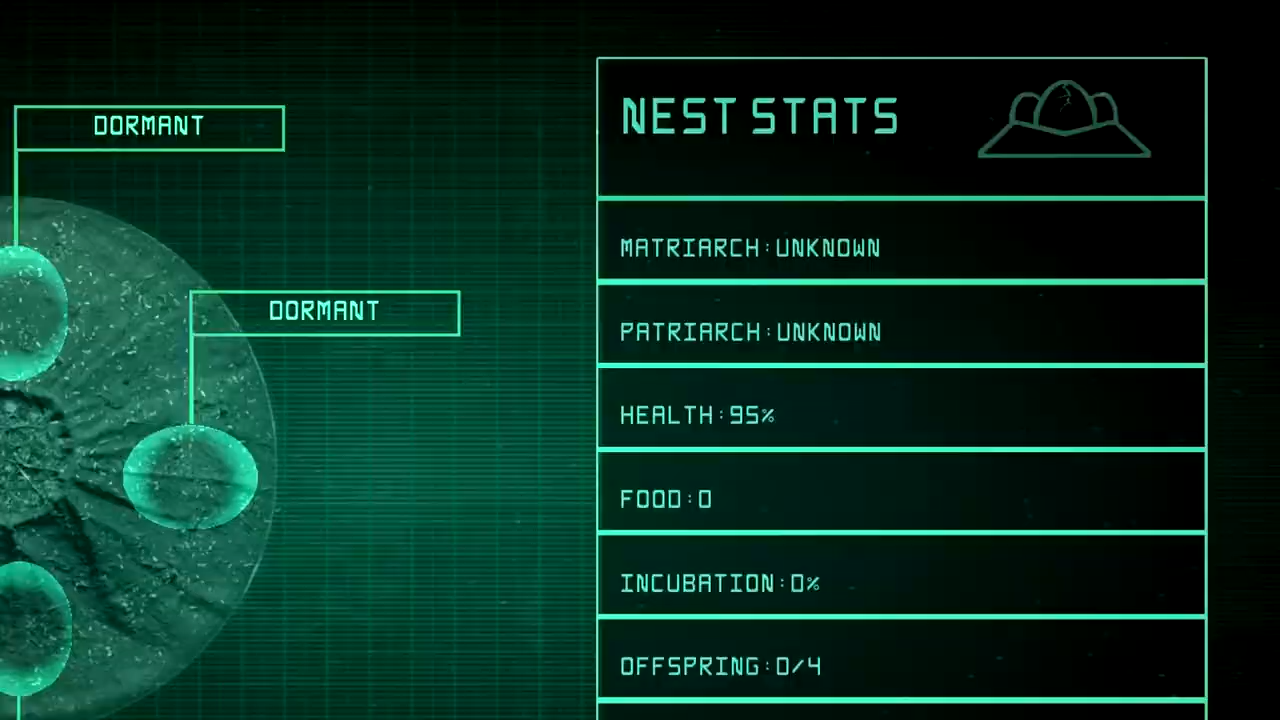 DORMANT
DORMANT
NEST STATS
MATRIARCH:UNKNOWN
PATRIARCH:UNKNOWN
HEALTH:95%
FOOD:0
INCUBATION:0%
OFFSPRING:0/4